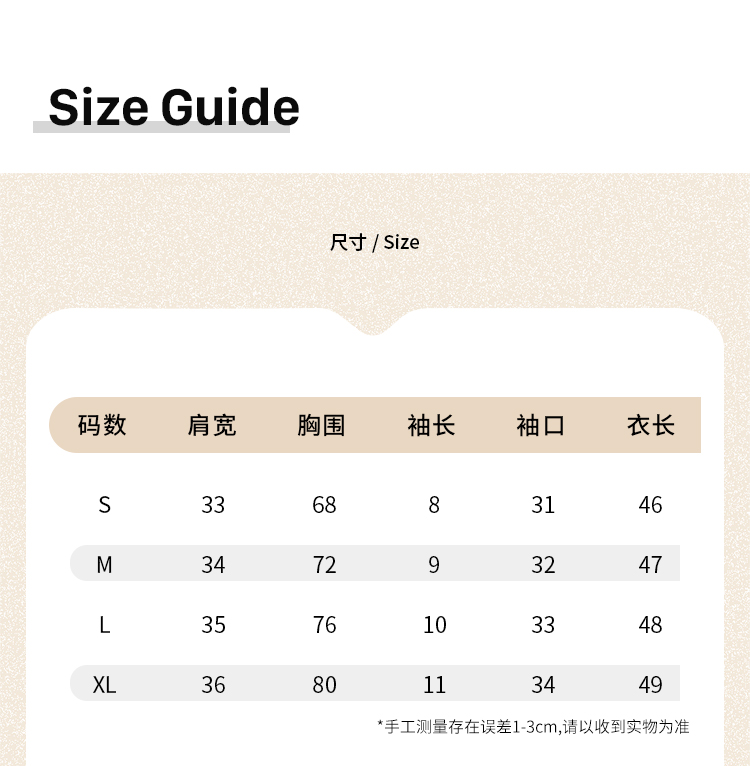 Size Guide
尺寸 / Size
码数 肩宽 胸围 袖长 袖口 衣长
S 33 68 8 31 46
M 34 72 9 32 47
L 35 76 10 33 48
XL 36 80 11 34 49
*手工测量存在误差1-3cm,请以收到实物为准